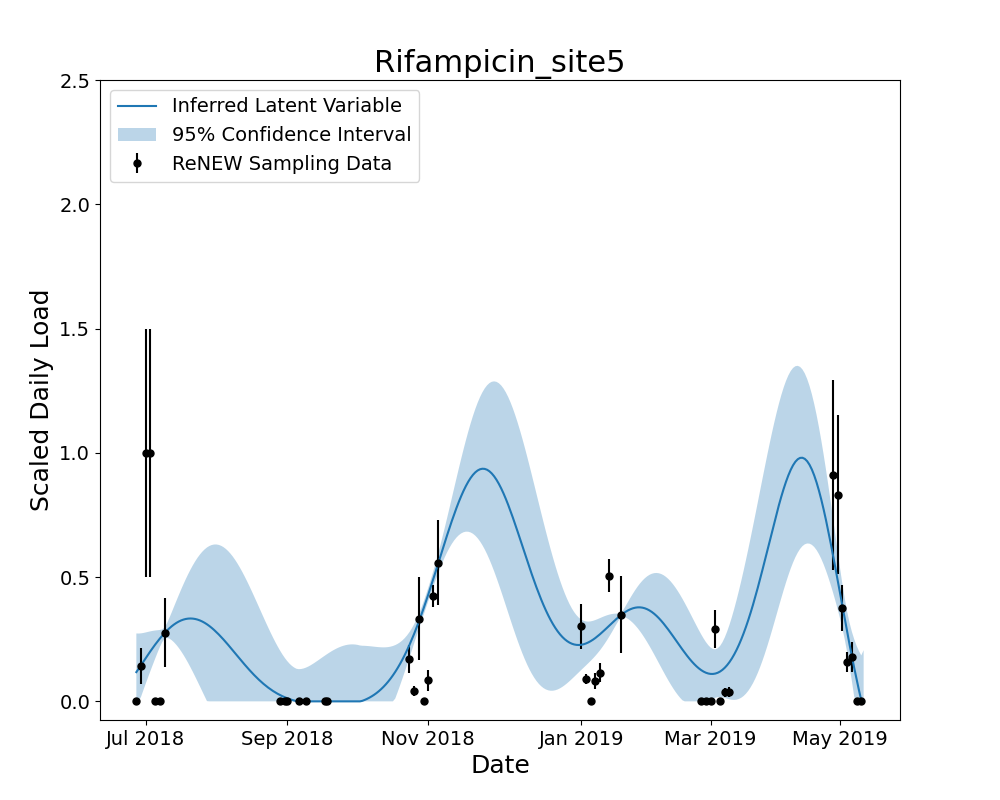 Rifampicin_site5
2.5
2.0
1.5
1.0
0.5
0.0
Scaled Daily Load
Inferred Latent Variable
95% Confidence Interval
ReNEW Sampling Data
Jul 2018 Sep 2018 Nov 2018 Jan 2019 Mar 2019 May 2019
Date